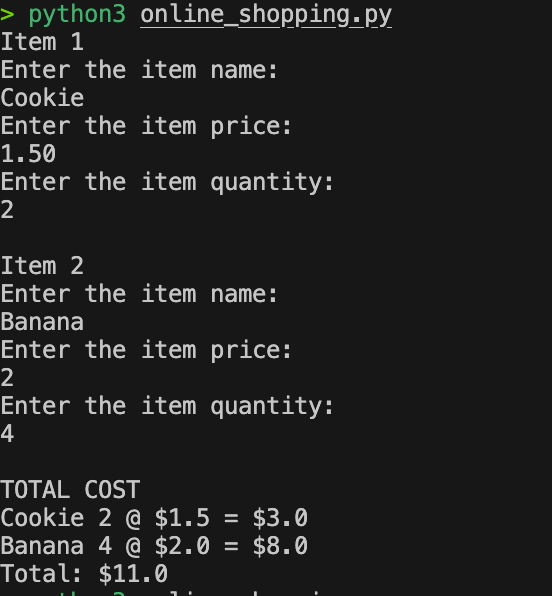 > python3 online_shopping.py
Item 1
Enter the item name:
Cookie
Enter the item price:
1.50
Enter the item quantity:
2
Item 2
Enter the item name:
Banana
Enter the item price:
2
Enter the item quantity:
4
TOTAL COST
Cookie 2 @ $1.5 = $3.0
Banana 4 @ $2.0 = $8.0
Total: $11.0